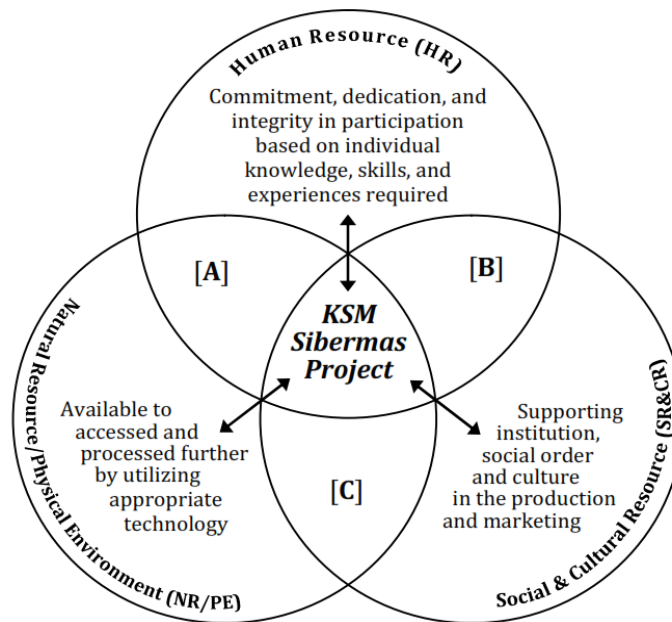 Human Resource (HR)
Commitment, dedication, and
integrity in participation
based on individual
knowledge, skills, and
experiences required
[A]
[B]
KSM
Sibermas
Project
Natural Resource/Physical Environment (NR/PE)
Available to
accessed and
processed further
by utilizing
appropriate
technology
[C]
Supporting
institution,
social order
and culture
in the production
and marketing
Social & Cultural Resource (SR&CR)